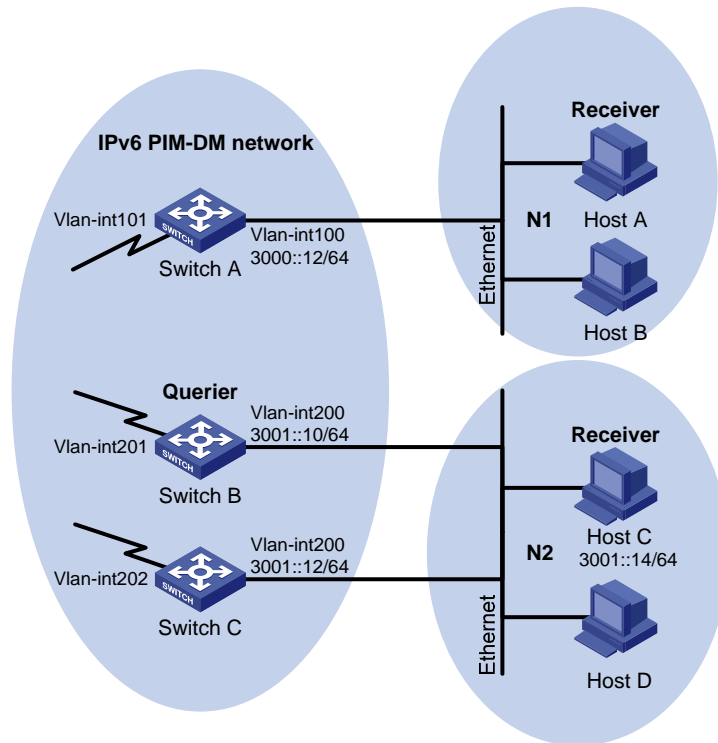 IPv6 PIM-DM network
Vlan-int101
SWITCH
Switch A
Vlan-int100
3000::12/64
Ethernet
N1
Receiver
Host A
Host B
Querier
Vlan-int201
SWITCH
Switch B
Vlan-int200
3001::10/64
Vlan-int202
SWITCH
Switch C
Vlan-int200
3001::12/64
Ethernet
N2
Receiver
Host C
3001::14/64
Host D